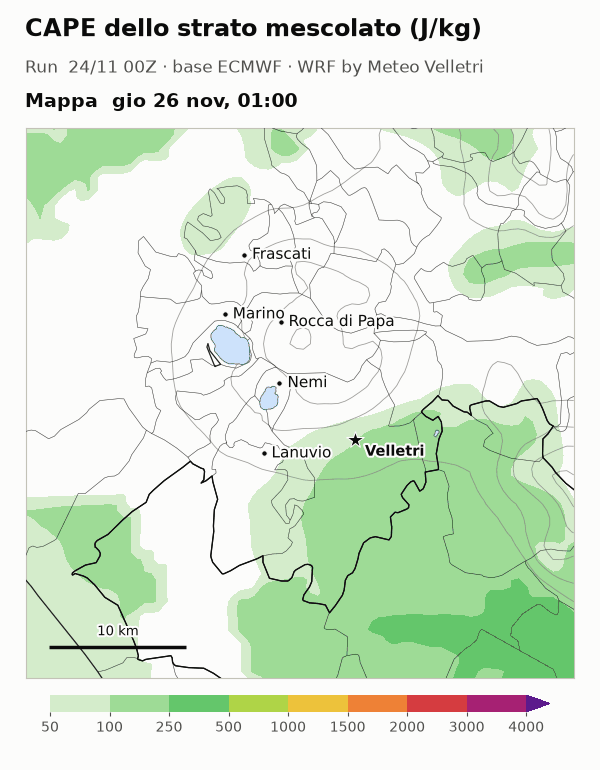 CAPE dello strato mescolato (J/kg)
Run  24/11 00Z · base ECMWF · WRF by Meteo Velletri
Mappa  gio 26 nov, 01:00
Frascati
Marino
Rocca di Papa
Nemi
Velletri
Lanuvio
10 km
50 100 250 500 1000 1500 2000 3000 4000